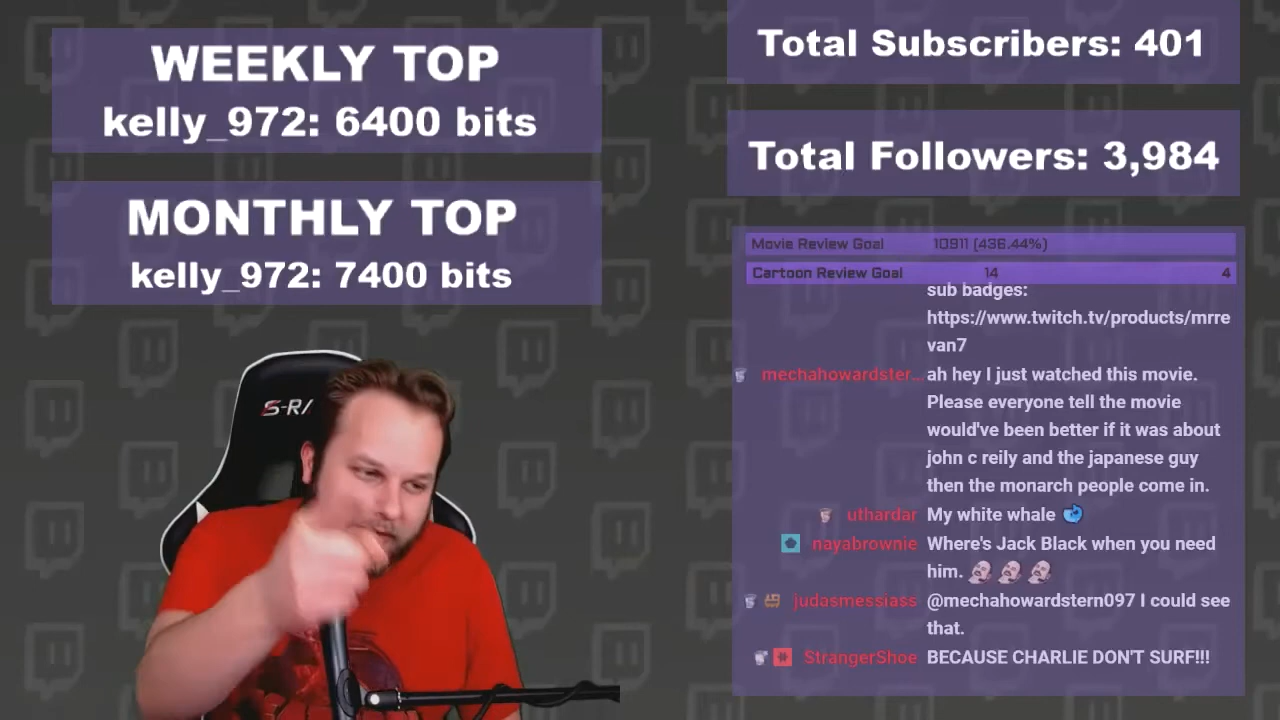 WEEKLY TOP
kelly_972: 6400 bits
MONTHLY TOP
kelly_972: 7400 bits
Total Subscribers: 401
Total Followers: 3,984
Movie Review Goal 10911 (436.44%)
Cartoon Review Goal 14 4
sub badges:
https://www.twitch.tv/products/mrre
van7
mechahowardster... ah hey I just watched this movie.
Please everyone tell the movie
would've been better if it was about
john c reily and the japanese guy
then the monarch people come in.
uthardar My white whale
nayabrownie Where's Jack Black when you need
him.
judasmessiass @mechahowardstern097 I could see
that.
StrangerShoe BECAUSE CHARLIE DON'T SURF!!!